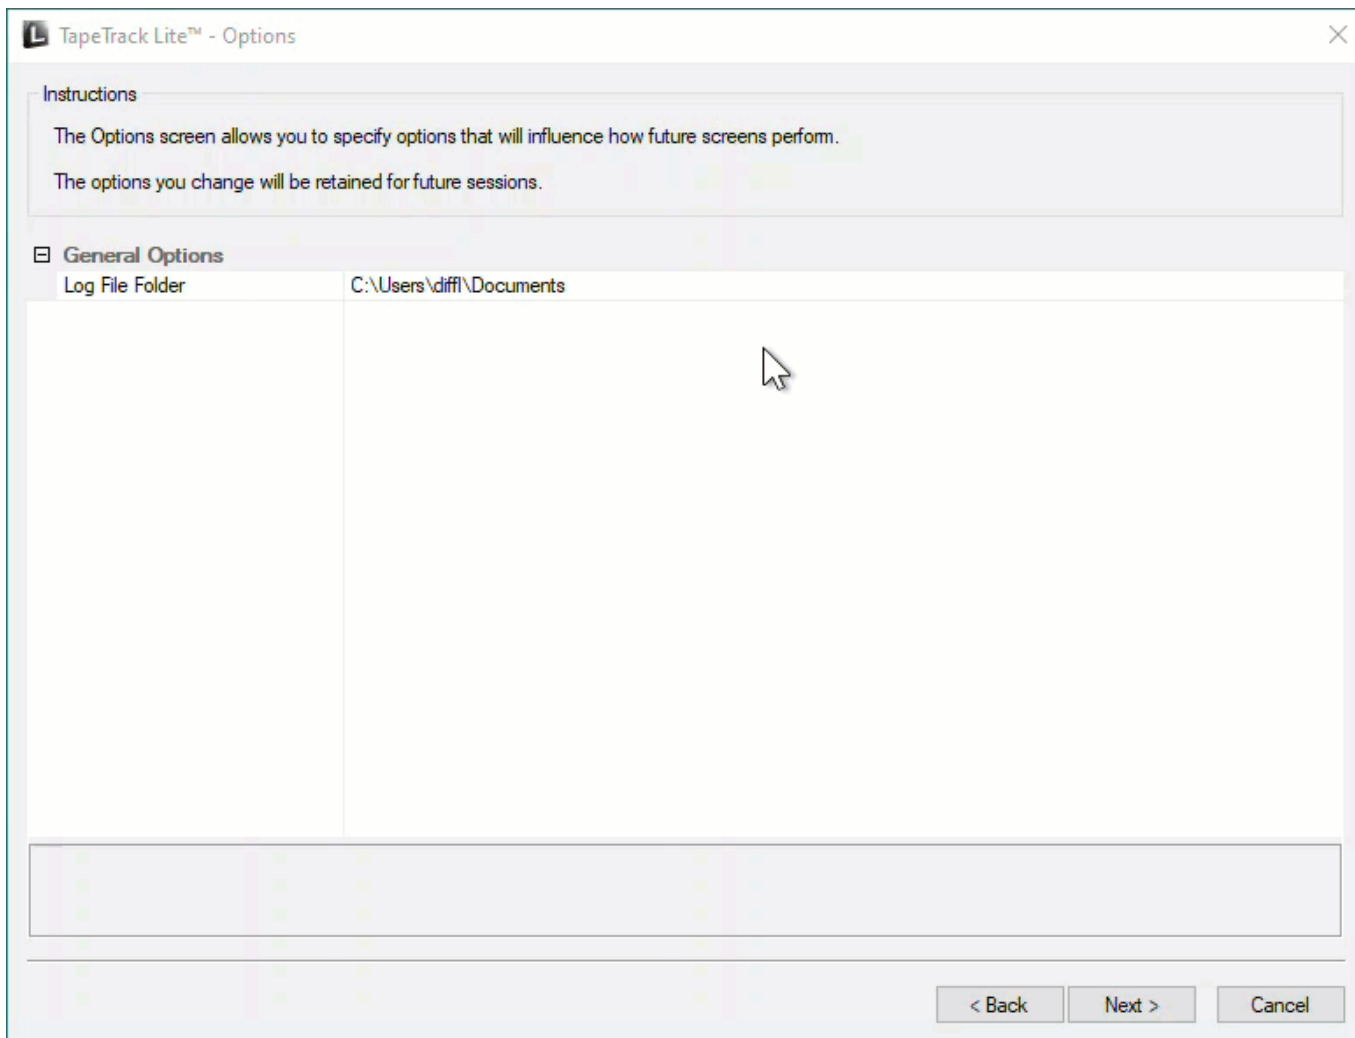 TapeTrack Lite™ - Options
Instructions
The Options screen allows you to specify options that will influence how future screens perform.
The options you change will be retained for future sessions.
General Options
Log File Folder C:\Users\diffl\Documents
< Back Next > Cancel